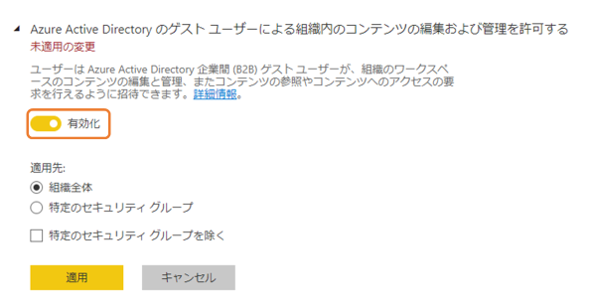 Azure Active Directory のゲスト ユーザーによる組織内のコンテンツの編集および管理を許可する
未適用の変更
ユーザーは Azure Active Directory 企業間 (B2B) ゲスト ユーザーが、組織のワークスペ
ースのコンテンツの編集と管理、またコンテンツの参照やコンテンツへのアクセスの要
求を行えるように招待できます。詳細情報。
有効化
適用先:
組織全体
特定のセキュリティ グループ
特定のセキュリティ グループを除く
適用
キャンセル